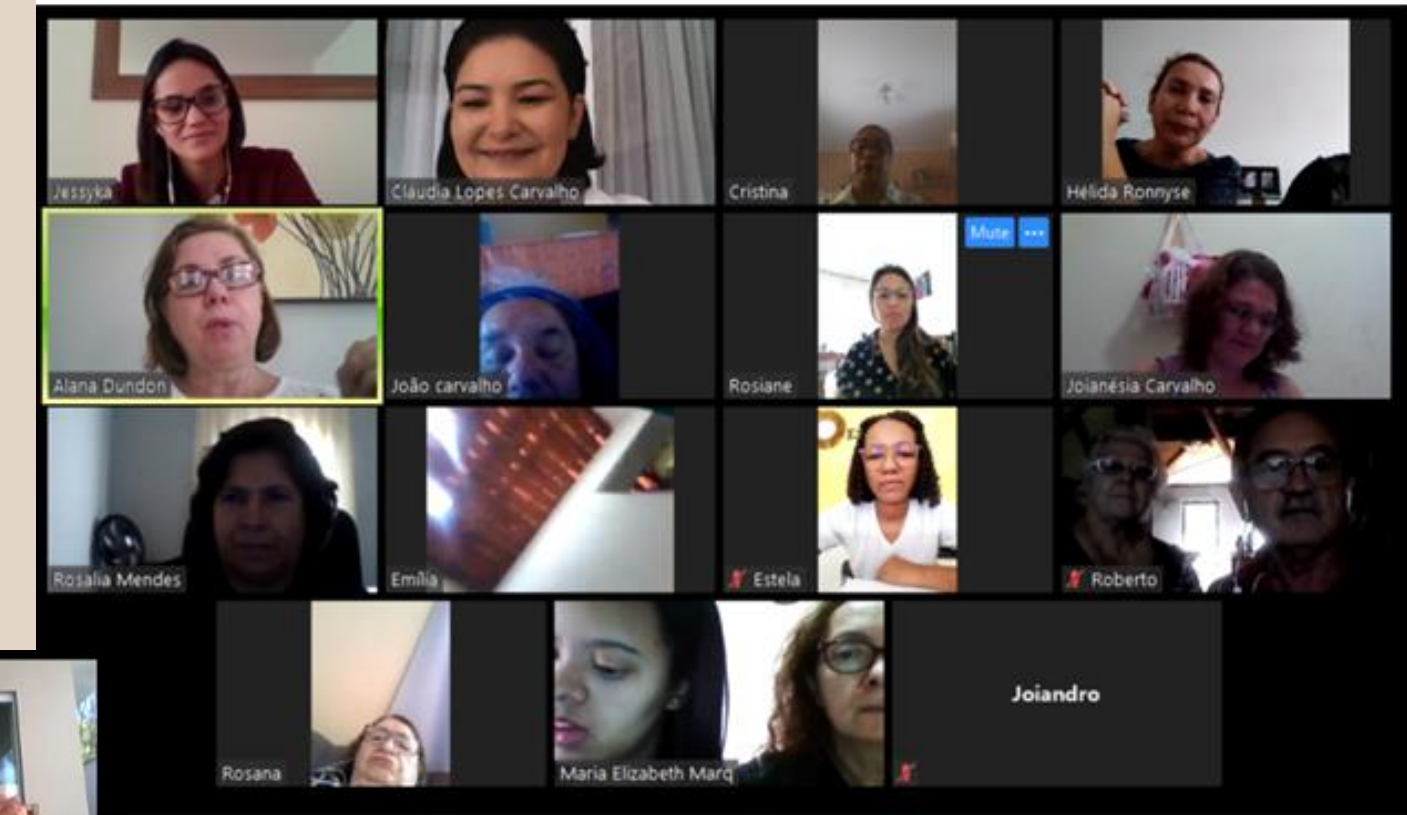 Jessyka
Claudia Lopes Carvalho
Cristina
Hélida Ronnyse
Alana Dundon
João carvalho
Mute
Rosiane
Joianésia Carvalho
Rosalia Mendes
Emília
Estela
Roberto
Rosana
Maria Elizabeth Marq
Joiandro